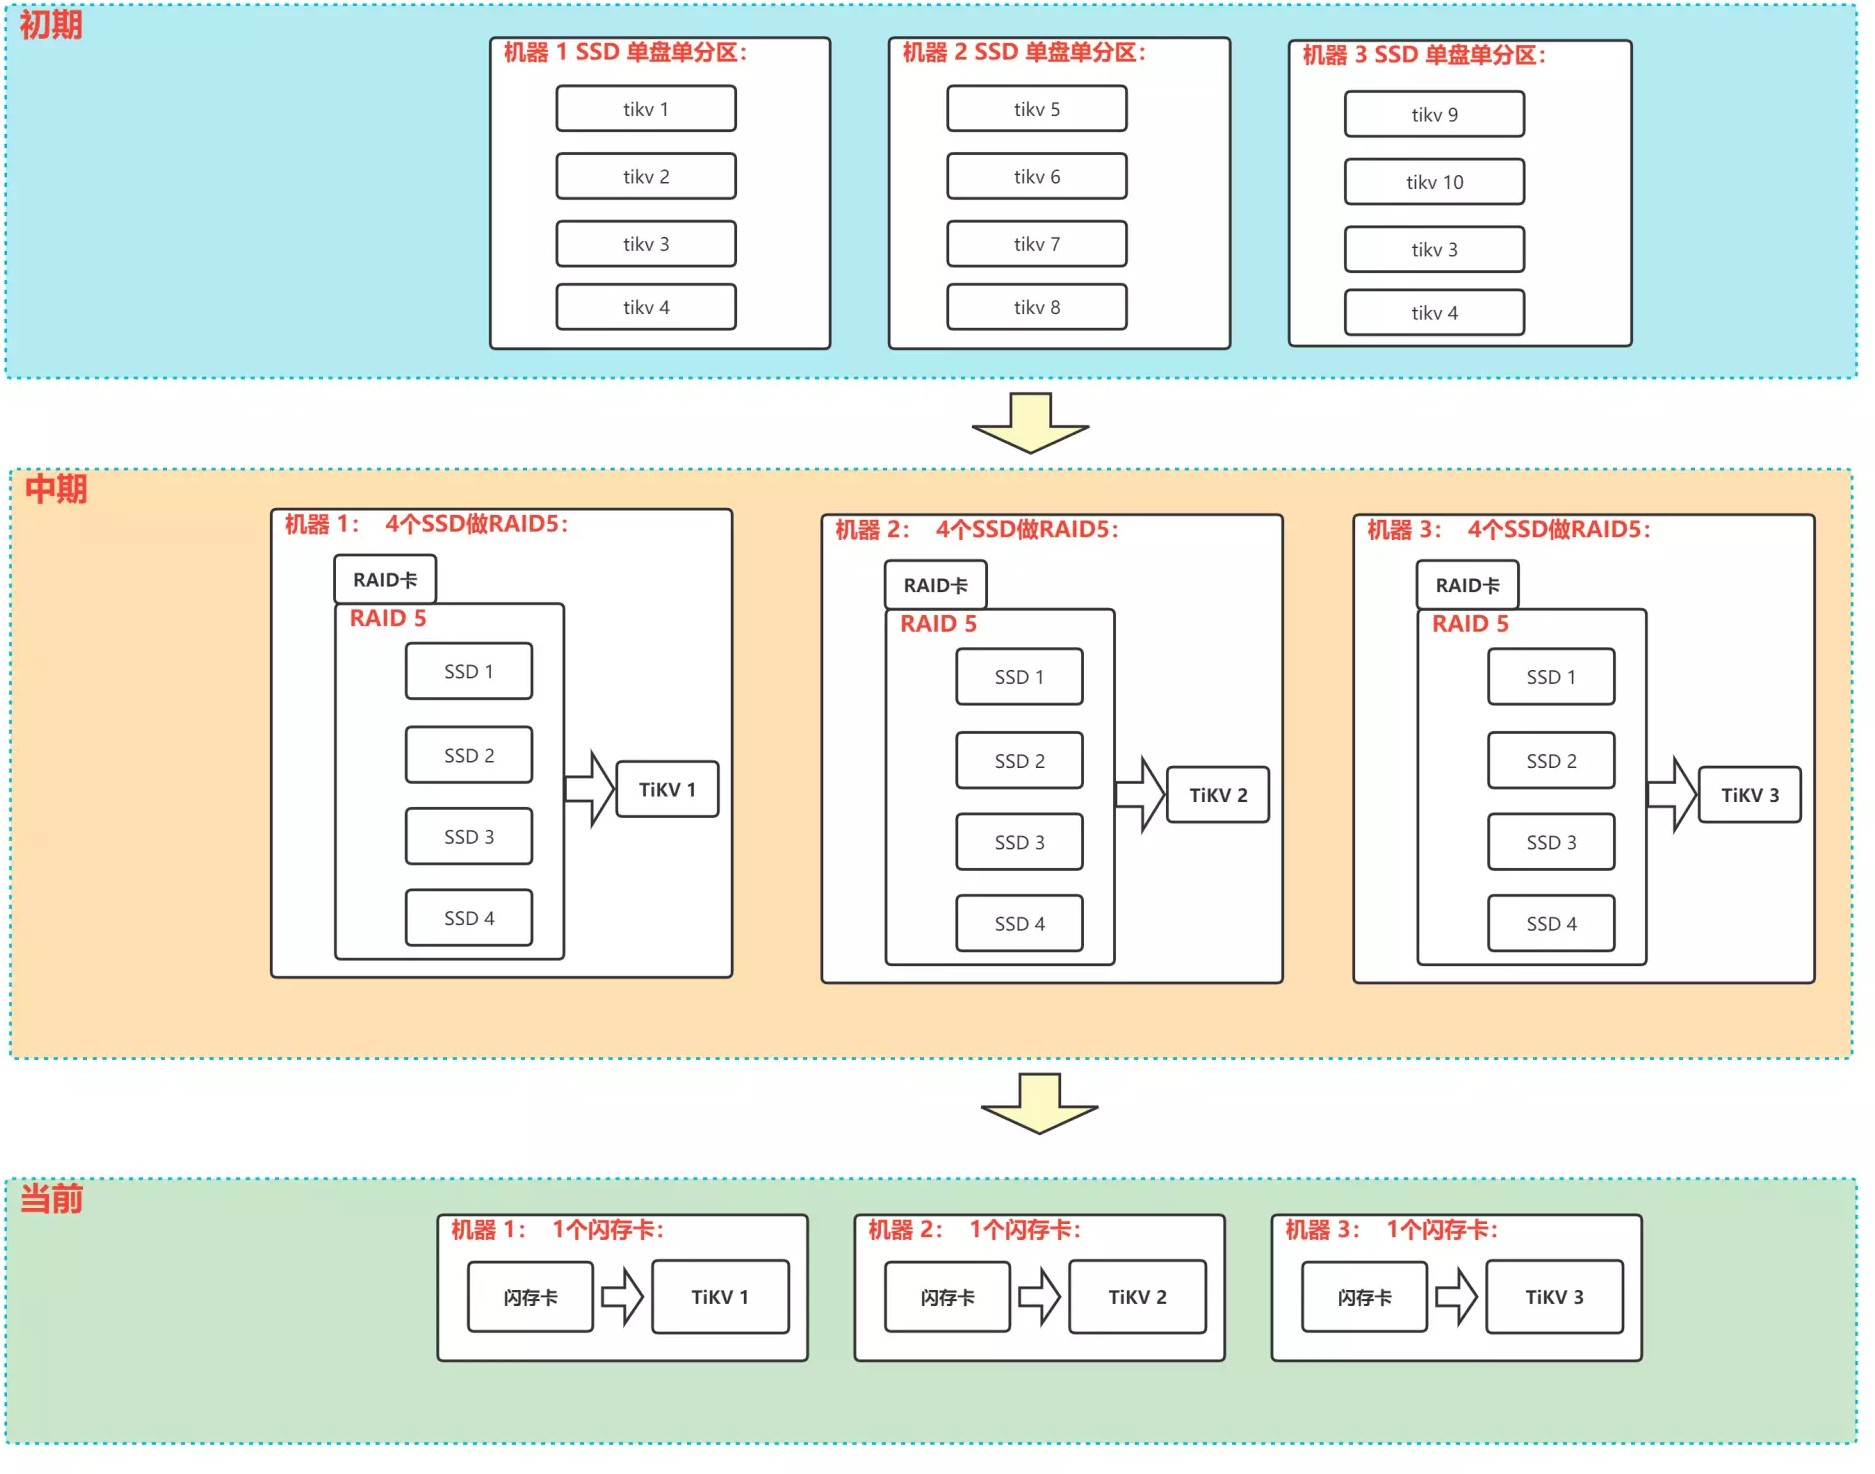 初期
机器 1 SSD 单盘单分区：
tikv 1
tikv 2
tikv 3
tikv 4
机器 2 SSD 单盘单分区：
tikv 5
tikv 6
tikv 7
tikv 8
机器 3 SSD 单盘单分区：
tikv 9
tikv 10
tikv 3
tikv 4
中期
机器 1： 4个SSD做RAID5：
RAID卡
RAID 5
SSD 1
SSD 2
SSD 3
SSD 4
TiKV 1
机器 2： 4个SSD做RAID5：
RAID卡
RAID 5
SSD 1
SSD 2
SSD 3
SSD 4
TiKV 2
机器 3： 4个SSD做RAID5：
RAID卡
RAID 5
SSD 1
SSD 2
SSD 3
SSD 4
TiKV 3
当前
机器 1： 1个闪存卡：
闪存卡
TiKV 1
机器 2： 1个闪存卡：
闪存卡
TiKV 2
机器 3： 1个闪存卡：
闪存卡
TiKV 3